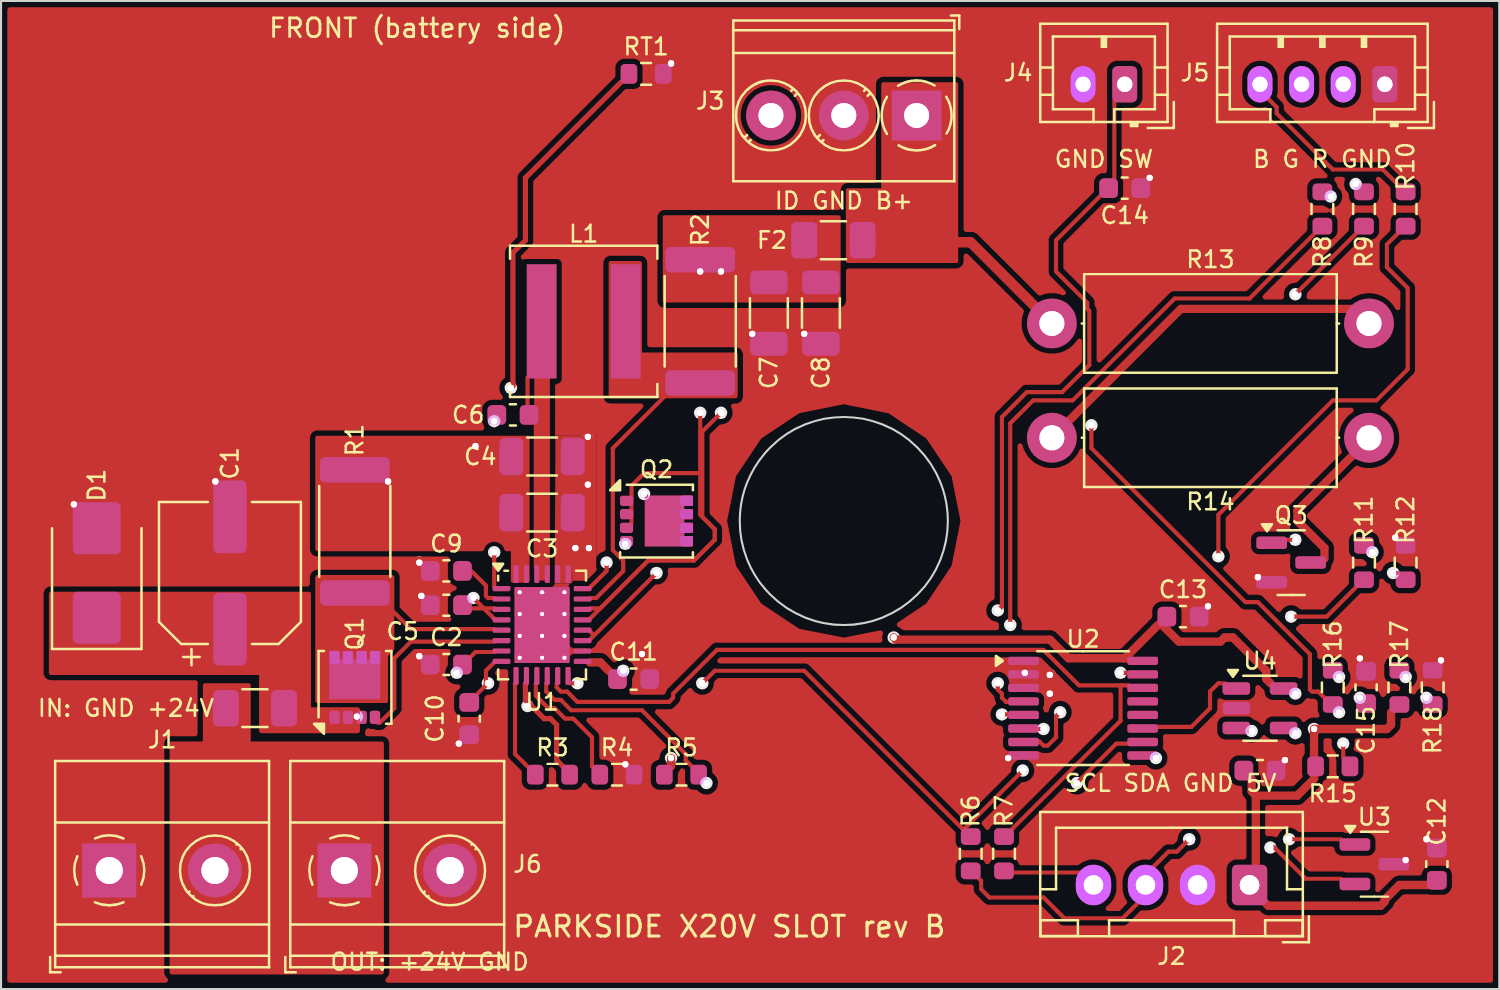 FRONT (battery side)
RT1
J3
J4
J5
GND SW
B G R GND
R10
ID GND B+
C14
L1
R2
F2
R8
R9
R13
C7
C8
C6
R14
D1
C1
R1
C4
Q2
Q3
R11
R12
C9
C3
C13
C5
C2
Q1
C11
U2
U4
R16
R17
IN: GND +24V
U1
J1
C10
R3
R4
R5
C15
R18
SCL SDA GND 5V
R15
R6
R7
U3
C12
J6
PARKSIDE X20V SLOT rev B
OUT: +24V GND
J2